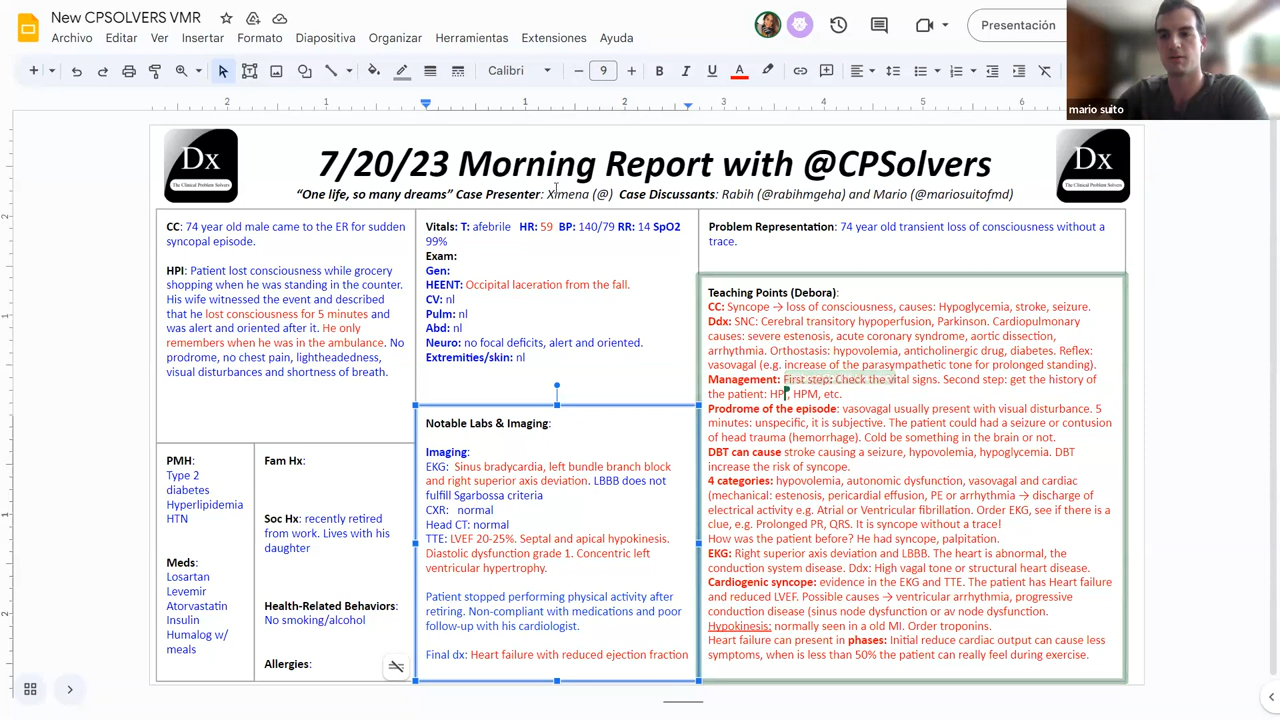 New CPSOLVERS VMR
Archivo Editar Ver Insertar Formato Diapositiva Organizar Herramientas Extensiones Ayuda
Presentación
Calibri
9
mario suito
2 1 1 2 4 5 6
2
1
1
2
Dx
The Clinical Problem Solvers
7/20/23 Morning Report with @CPSolvers
“One life, so many dreams” Case Presenter: Ximena (@) Case Discussants: Rabih (@rabihmgeha) and Mario (@mariosuitofmd)
Dx
The Clinical Problem Solvers
CC: 74 year old male came to the ER for sudden
syncopal episode.
HPI: Patient lost consciousness while grocery
shopping when he was standing in the counter.
His wife witnessed the event and described
that he lost consciousness for 5 minutes and
was alert and oriented after it. He only
remembers when he was in the ambulance. No
prodrome, no chest pain, lightheadedness,
visual disturbances and shortness of breath.
PMH:
Type 2
diabetes
Hyperlipidemia
HTN
Meds:
Losartan
Levemir
Atorvastatin
Insulin
Humalog w/
meals
Fam Hx:
Soc Hx: recently retired
from work. Lives with his
daughter
Health-Related Behaviors:
No smoking/alcohol
Allergies:
Vitals: T: afebrile HR: 59 BP: 140/79 RR: 14 SpO2
99%
Exam:
Gen:
HEENT: Occipital laceration from the fall.
CV: nl
Pulm: nl
Abd: nl
Neuro: no focal deficits, alert and oriented.
Extremities/skin: nl
Notable Labs & Imaging:
Imaging:
EKG: Sinus bradycardia, left bundle branch block
and right superior axis deviation. LBBB does not
fulfill Sgarbossa criteria
CXR: normal
Head CT: normal
TTE: LVEF 20-25%. Septal and apical hypokinesis.
Diastolic dysfunction grade 1. Concentric left
ventricular hypertrophy.
Patient stopped performing physical activity after
retiring. Non-compliant with medications and poor
follow-up with his cardiologist.
Final dx: Heart failure with reduced ejection fraction
Problem Representation: 74 year old transient loss of consciousness without a
trace.
Teaching Points (Debora):
CC: Syncope → loss of consciousness, causes: Hypoglycemia, stroke, seizure.
Ddx: SNC: Cerebral transitory hypoperfusion, Parkinson. Cardiopulmonary
causes: severe estenosis, acute coronary syndrome, aortic dissection,
arrhythmia. Orthostasis: hypovolemia, anticholinergic drug, diabetes. Reflex:
vasovagal (e.g. increase of the parasympathetic tone for prolonged standing).
Management: First step: Check the vital signs. Second step: get the history of
the patient: HPI, HPM, etc.
Prodrome of the episode: vasovagal usually present with visual disturbance. 5
minutes: unspecific, it is subjective. The patient could had a seizure or contusion
of head trauma (hemorrhage). Cold be something in the brain or not.
DBT can cause stroke causing a seizure, hypovolemia, hypoglycemia. DBT
increase the risk of syncope.
4 categories: hypovolemia, autonomic dysfunction, vasovagal and cardiac
(mechanical: estenosis, pericardial effusion, PE or arrhythmia → discharge of
electrical activity e.g. Atrial or Ventricular fibrillation. Order EKG, see if there is a
clue, e.g. Prolonged PR, QRS. It is syncope without a trace!
How was the patient before? He had syncope, palpitation.
EKG: Right superior axis deviation and LBBB. The heart is abnormal, the
conduction system disease. Ddx: High vagal tone or structural heart disease.
Cardiogenic syncope: evidence in the EKG and TTE. The patient has Heart failure
and reduced LVEF. Possible causes → ventricular arrhythmia, progressive
conduction disease (sinus node dysfunction or av node dysfunction.
Hypokinesis: normally seen in a old MI. Order troponins.
Heart failure can present in phases: Initial reduce cardiac output can cause less
symptoms, when is less than 50% the patient can really feel during exercise.